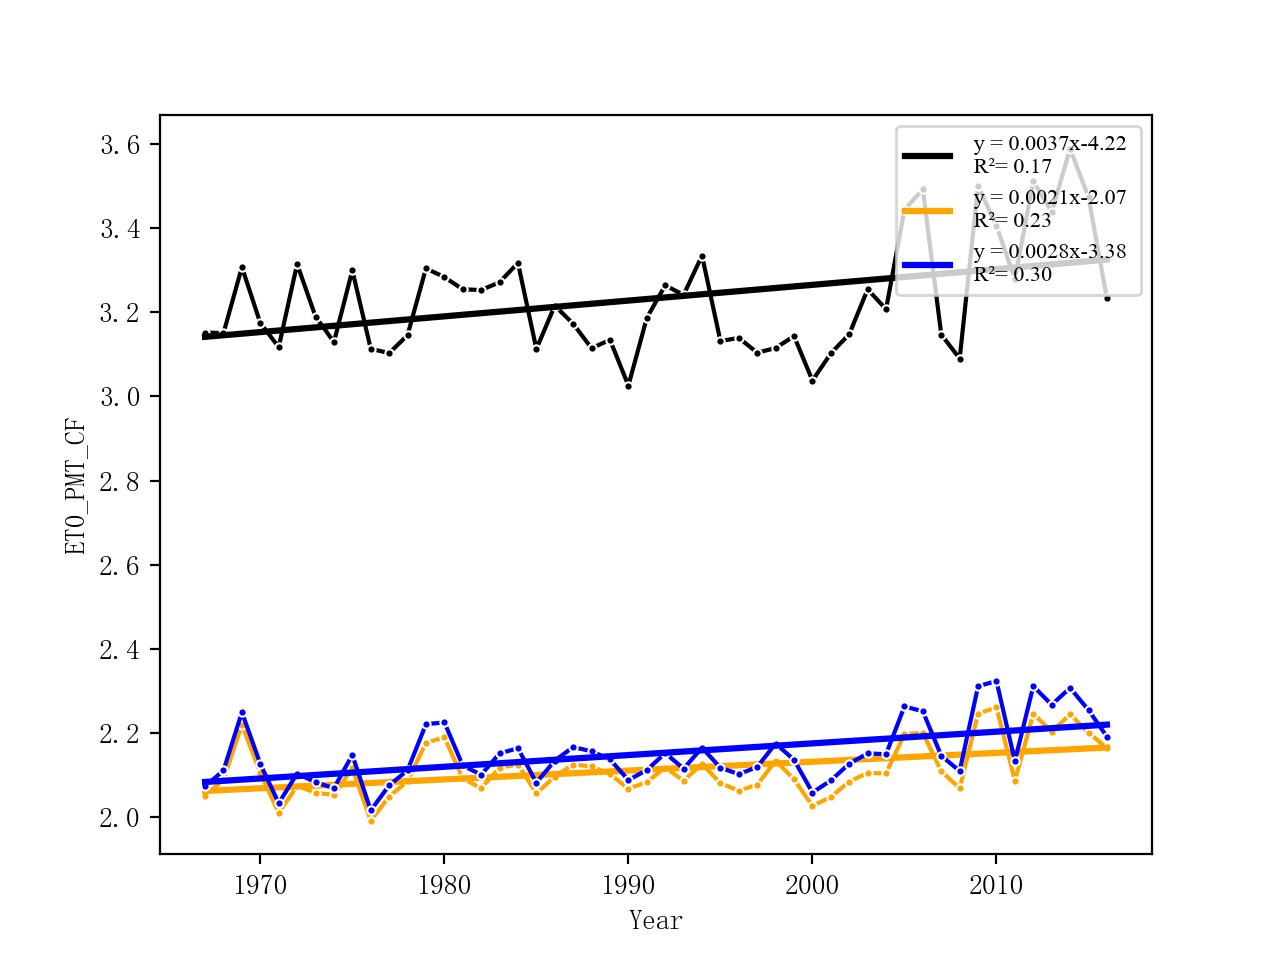 3.6
3.4
3.2
3.0
2.8
2.6
2.4
2.2
2.0
ET0_PMT_CF
1970
1980
1990
2000
2010
Year
y = 0.0037x-4.22
R²= 0.17
y = 0.0021x-2.07
R²= 0.23
y = 0.0028x-3.38
R²= 0.30